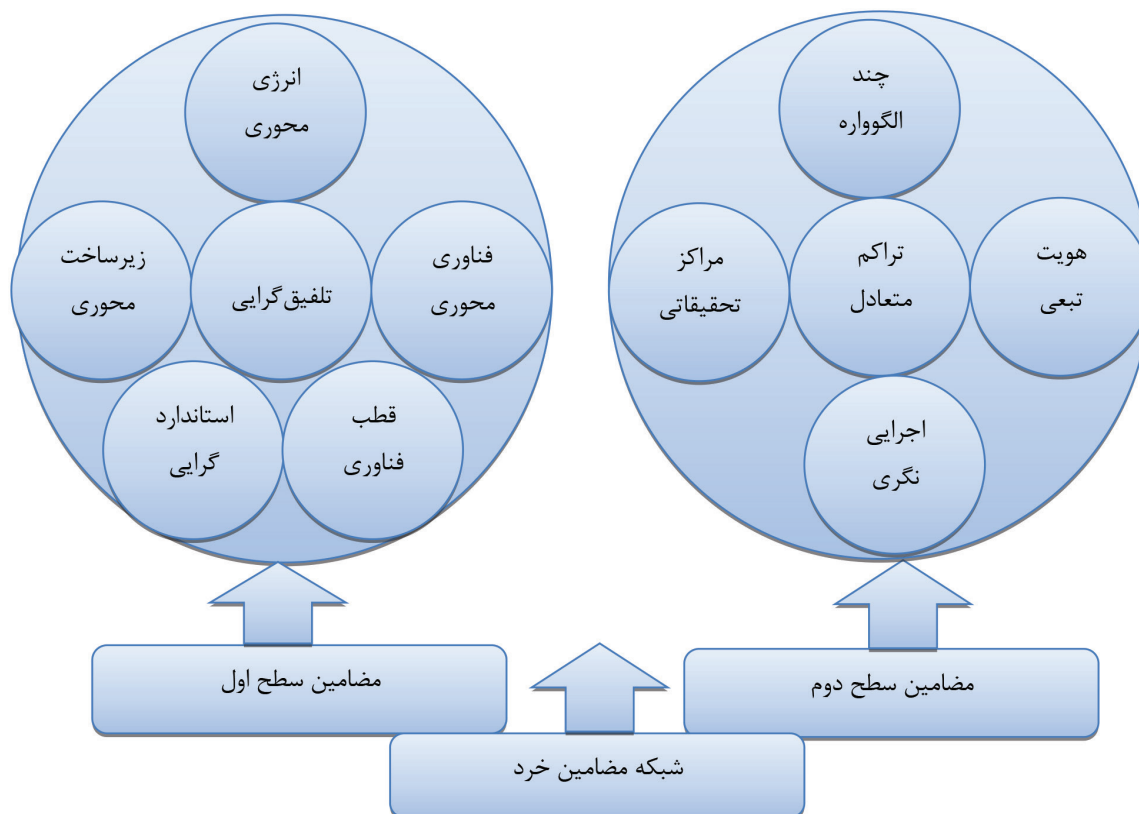 چند
الگوواره
هویت
تبعی
تراکم
متعادل
مراکز
تحقیقاتی
اجرایی
نگری
انرژی
محوری
فناوری
محوری
تلفیق‌گرایی
زیرساخت
محوری
قطب
فناوری
استاندارد
گرایی
مضامین سطح دوم
مضامین سطح اول
شبکه مضامین خرد